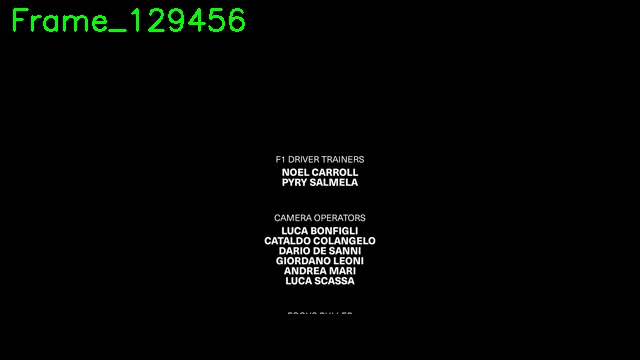 Frame_129456
F1 DRIVER TRAINERS
NOEL CARROLL
PYRY SALMELA
CAMERA OPERATORS
LUCA BONFIGLI
CATALDO COLANGELO
DARIO DE SANNI
GIORDANO LEONI
ANDREA MARI
LUCA SCASSA